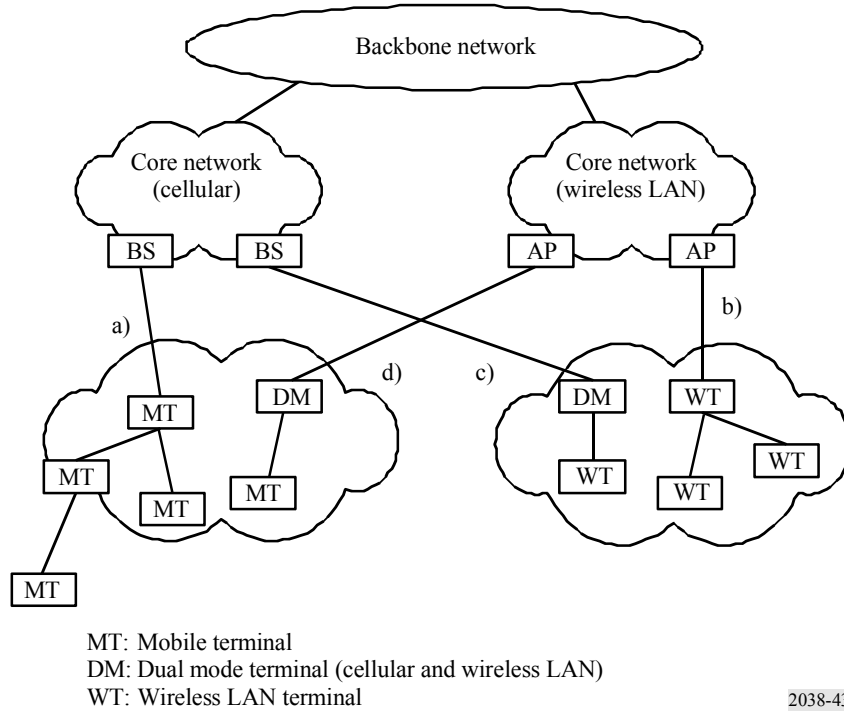 Backbone network
Core network
(cellular)
Core network
(wireless LAN)
BS
BS
AP
AP
a)
b)
d)
c)
MT
DM
DM
WT
MT
MT
MT
WT
WT
WT
MT
MT: Mobile terminal
DM: Dual mode terminal (cellular and wireless LAN)
WT: Wireless LAN terminal
2038-43